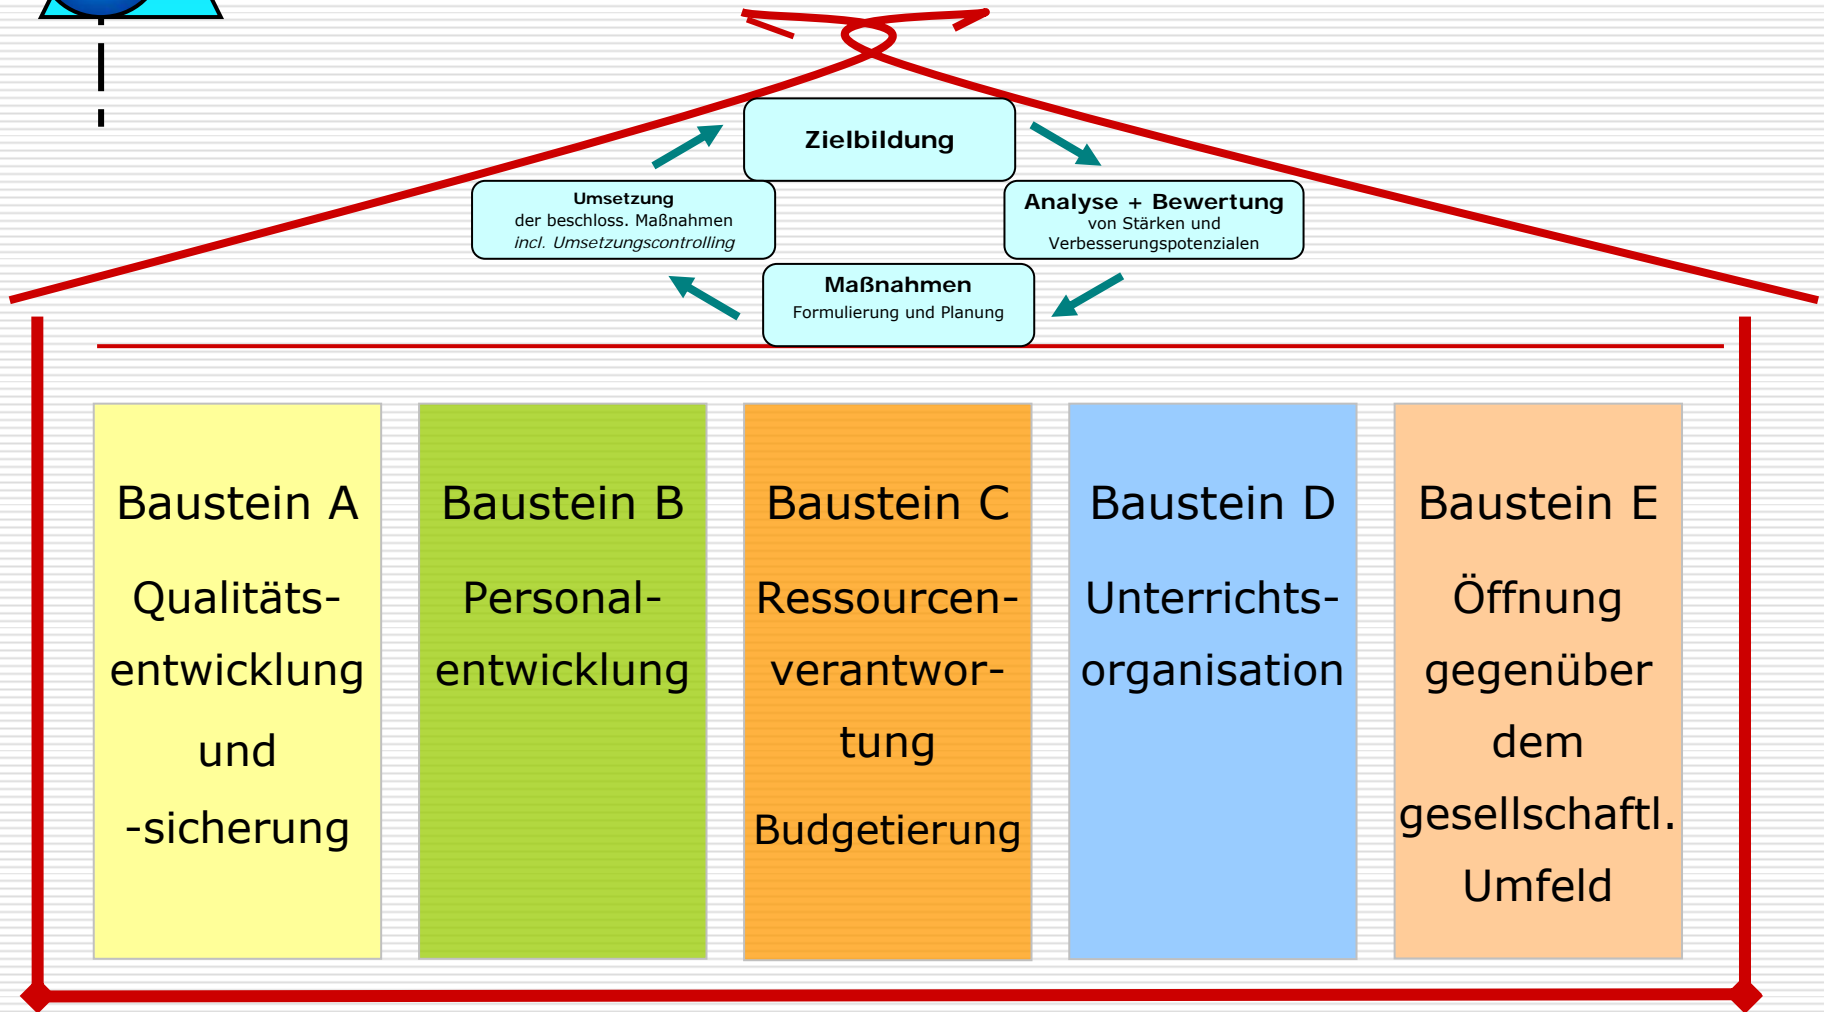 Zielbildung
Umsetzung
der beschloss. Maßnahmen
incl. Umsetzungscontrolling
Analyse + Bewertung
von Stärken und
Verbesserungspotenzialen
Maßnahmen
Formulierung und Planung
Baustein A
Qualitäts-
entwicklung
und
-sicherung
Baustein B
Personal-
entwicklung
Baustein C
Ressourcen-
verantwor-
tung
Budgetierung
Baustein D
Unterrichts-
organisation
Baustein E
Öffnung
gegenüber
dem
gesellschaftl.
Umfeld